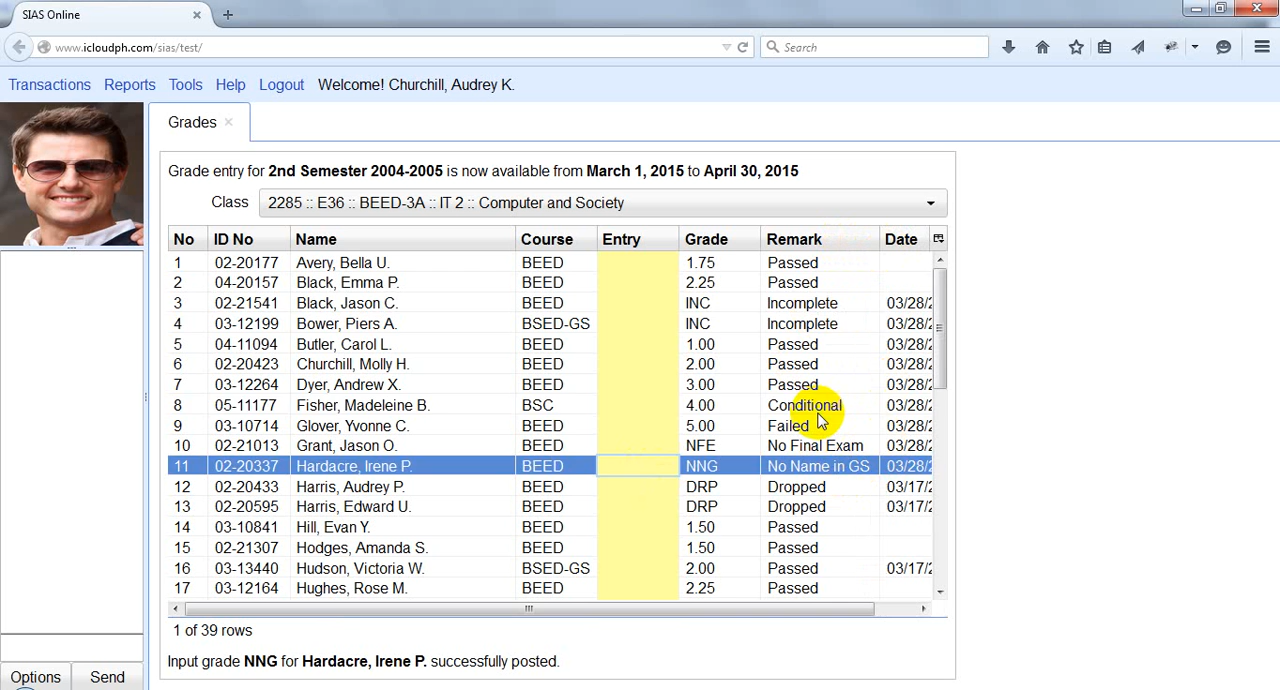 SIAS Online
www.icloudph.com/sias/test/
Search
Transactions Reports Tools Help Logout Welcome! Churchill, Audrey K.
Grades
Grade entry for 2nd Semester 2004-2005 is now available from March 1, 2015 to April 30, 2015
Class 2285 :: E36 :: BEED-3A :: IT 2 :: Computer and Society
No ID No Name Course Entry Grade Remark Date
1 02-20177 Avery, Bella U. BEED 1.75 Passed
2 04-20157 Black, Emma P. BEED 2.25 Passed
3 02-21541 Black, Jason C. BEED INC Incomplete 03/28/2
4 03-12199 Bower, Piers A. BSED-GS INC Incomplete 03/28/2
5 04-11094 Butler, Carol L. BEED 1.00 Passed 03/28/2
6 02-20423 Churchill, Molly H. BEED 2.00 Passed 03/28/2
7 03-12264 Dyer, Andrew X. BEED 3.00 Passed 03/28/2
8 05-11177 Fisher, Madeleine B. BSC 4.00 Conditional 03/28/2
9 03-10714 Glover, Yvonne C. BEED 5.00 Failed 03/28/2
10 02-21013 Grant, Jason O. BEED NFE No Final Exam 03/28/2
11 02-20337 Hardacre, Irene P. BEED NNG No Name in GS 03/28/2
12 02-20433 Harris, Audrey P. BEED DRP Dropped 03/17/2
13 02-20595 Harris, Edward U. BEED DRP Dropped 03/17/2
14 03-10841 Hill, Evan Y. BEED 1.50 Passed
15 02-21307 Hodges, Amanda S. BEED 1.50 Passed
16 03-13440 Hudson, Victoria W. BSED-GS 2.00 Passed 03/17/2
17 03-12164 Hughes, Rose M. BEED 2.25 Passed
1 of 39 rows
Input grade NNG for Hardacre, Irene P. successfully posted.
Options Send